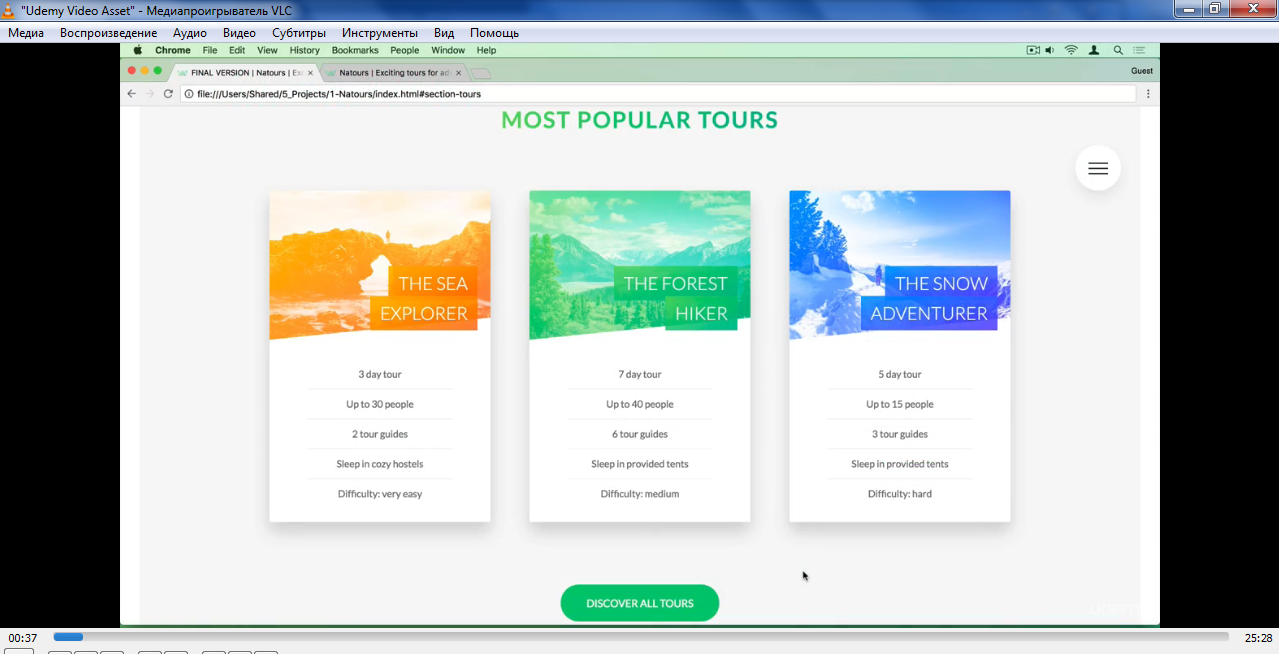 "Udemy Video Asset" - Медиапроигрыватель VLC
Медиа Воспроизведение Аудио Видео Субтитры Инструменты Вид Помощь
Chrome File Edit View History Bookmarks People Window Help
FINAL VERSION | Natours | Exc
Natours | Exciting tours for ad
Guest
file:///Users/Shared/5_Projects/1-Natours/index.html#section-tours
MOST POPULAR TOURS
THE SEA
EXPLORER
3 day tour
Up to 30 people
2 tour guides
Sleep in cozy hostels
Difficulty: very easy
THE FOREST
HIKER
7 day tour
Up to 40 people
6 tour guides
Sleep in provided tents
Difficulty: medium
THE SNOW
ADVENTURER
5 day tour
Up to 15 people
3 tour guides
Sleep in provided tents
Difficulty: hard
DISCOVER ALL TOURS
00:37
25:28